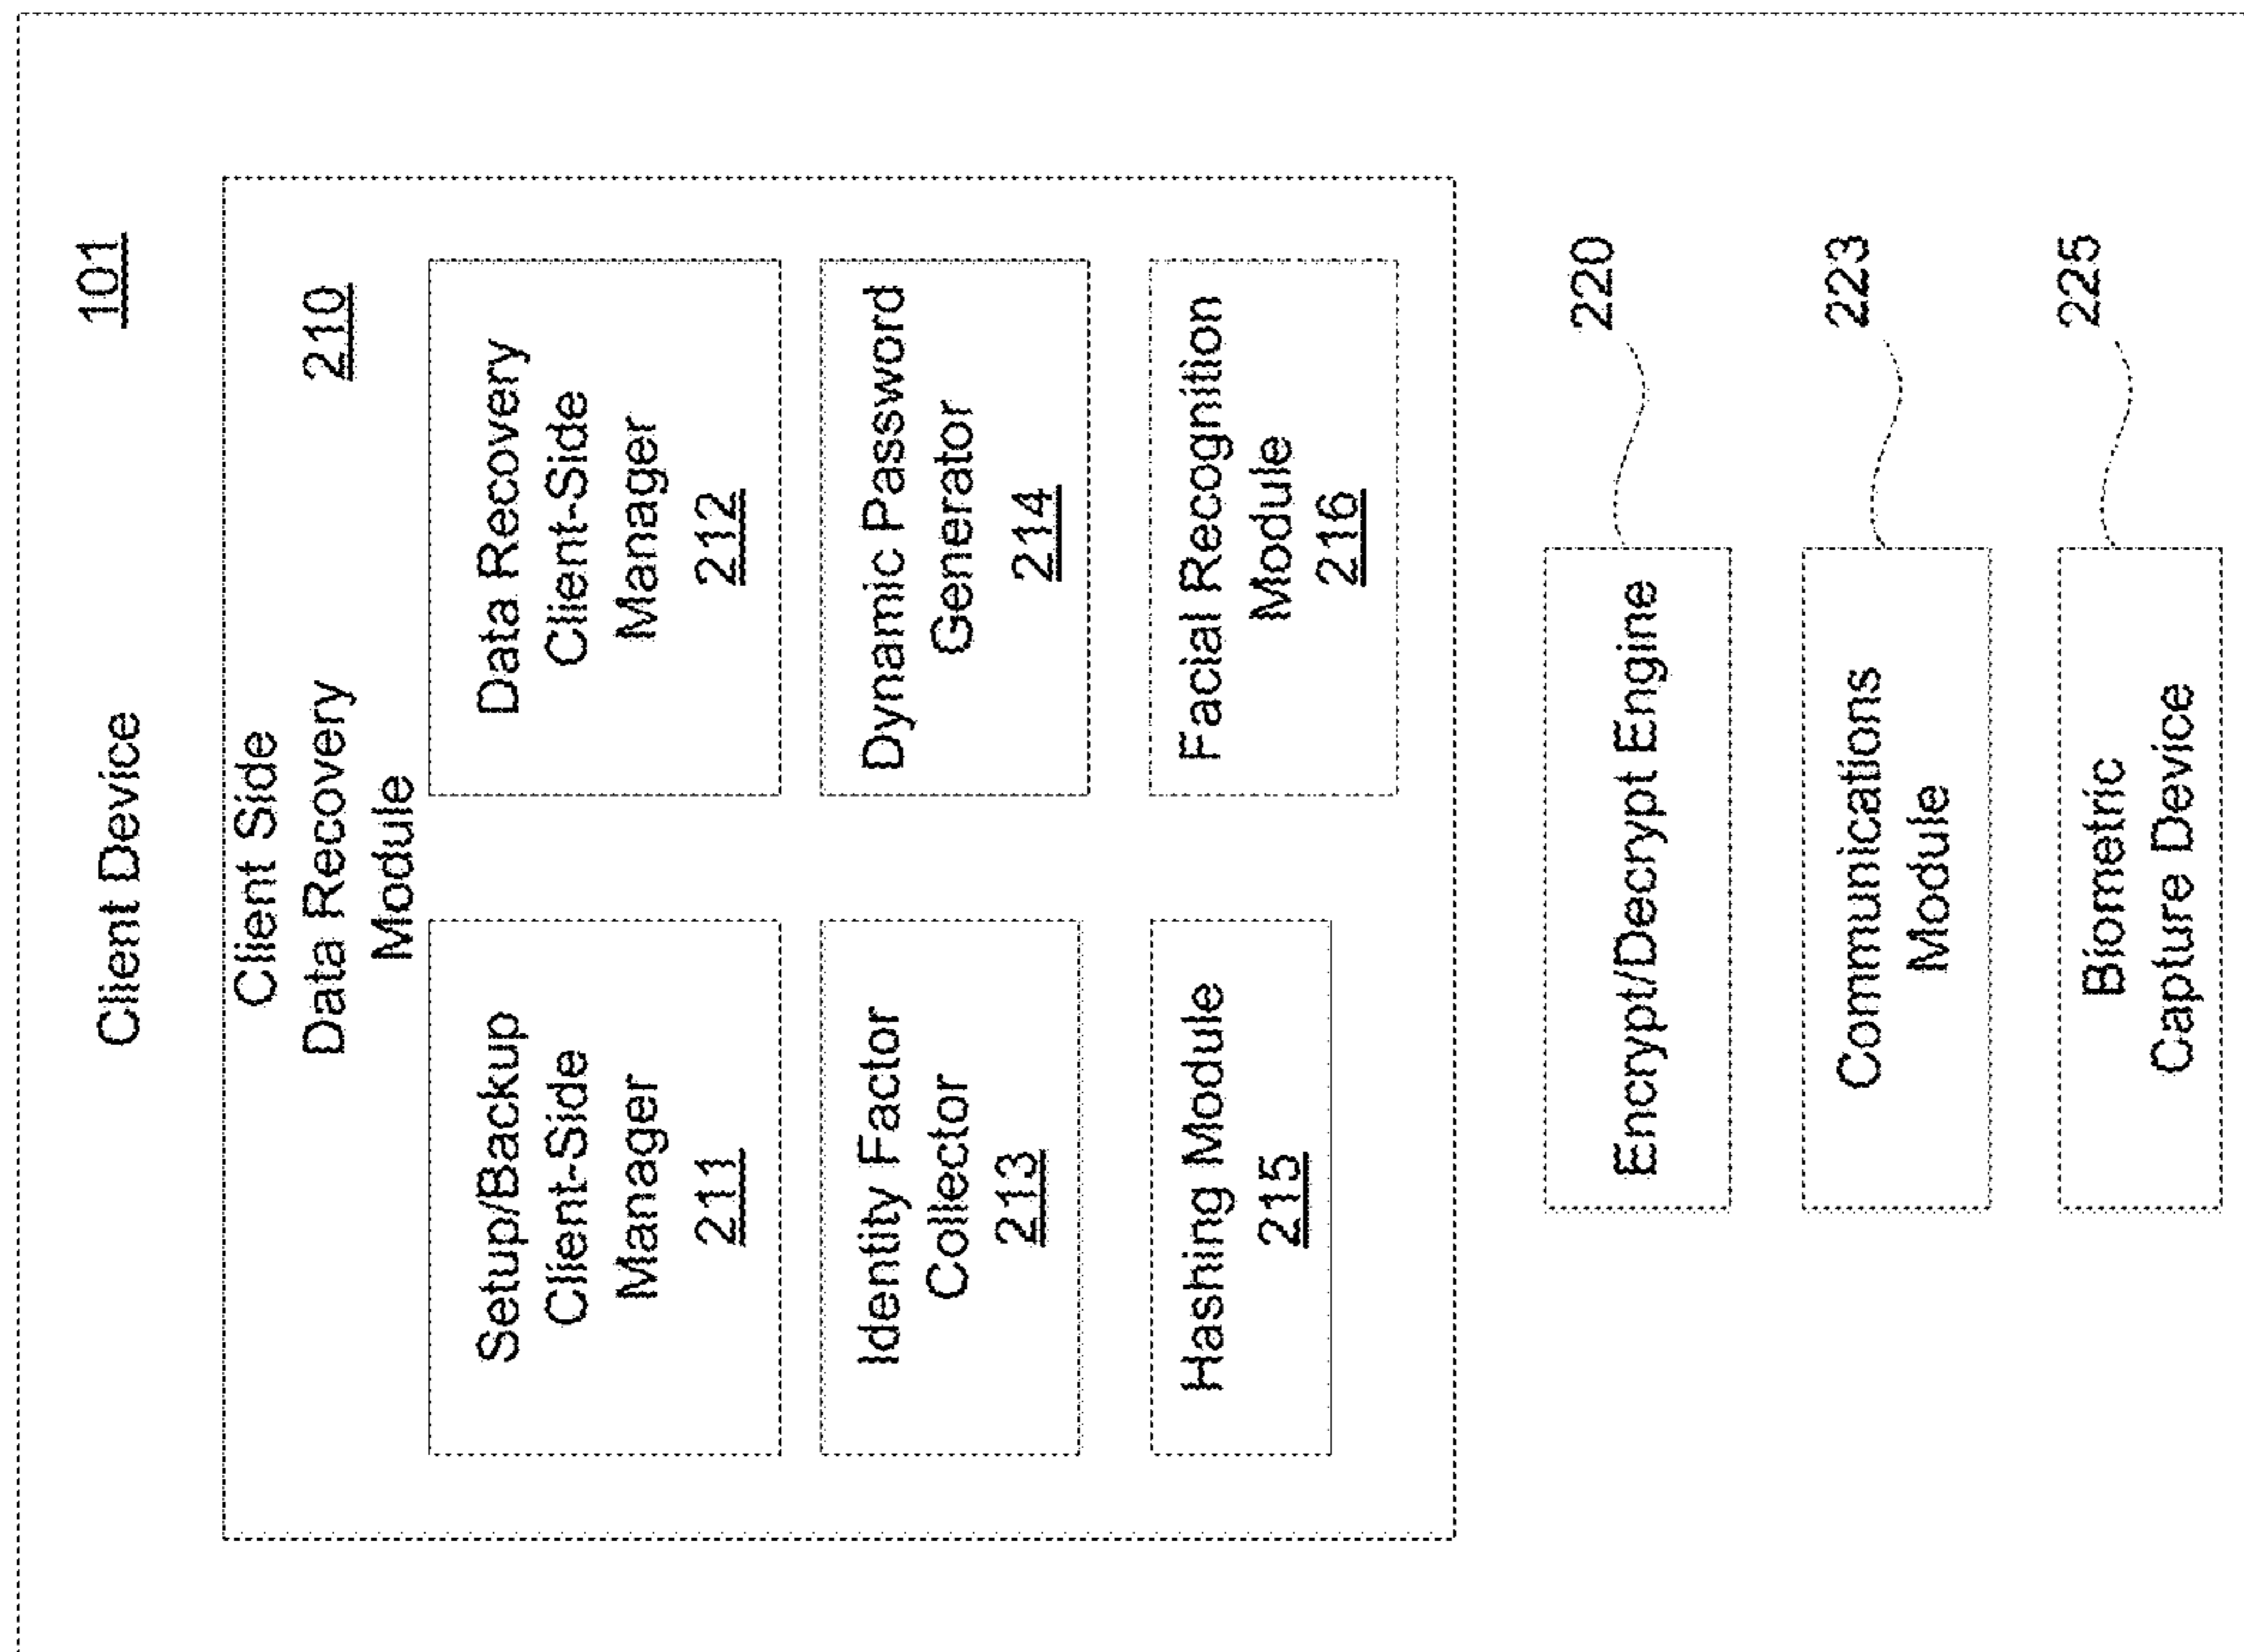 Client Device
101
Client Side
Data Recovery
210
Module
Setup/Backup
Client-Side
Manager
211
Data Recovery
Client-Side
Manager
212
Identity Factor
Collector
213
Dynamic Password
Generator
214
Hashing Module
215
Facial Recognition
Module
216
Encrypt/Decrypt Engine
220
Communications
Module
223
Biometric
Capture Device
225